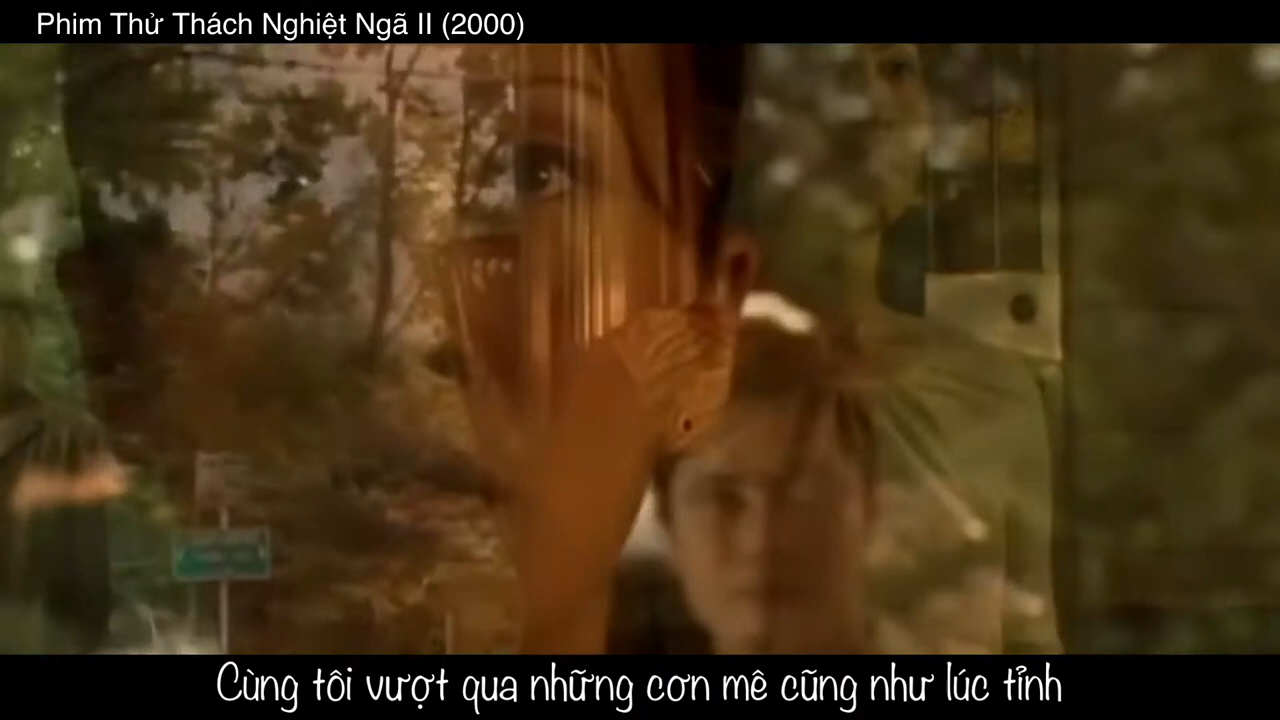 Phim Thử Thách Nghiệt Ngã II (2000)
Cùng tôi vượt qua những cơn mê cũng như lúc tỉnh